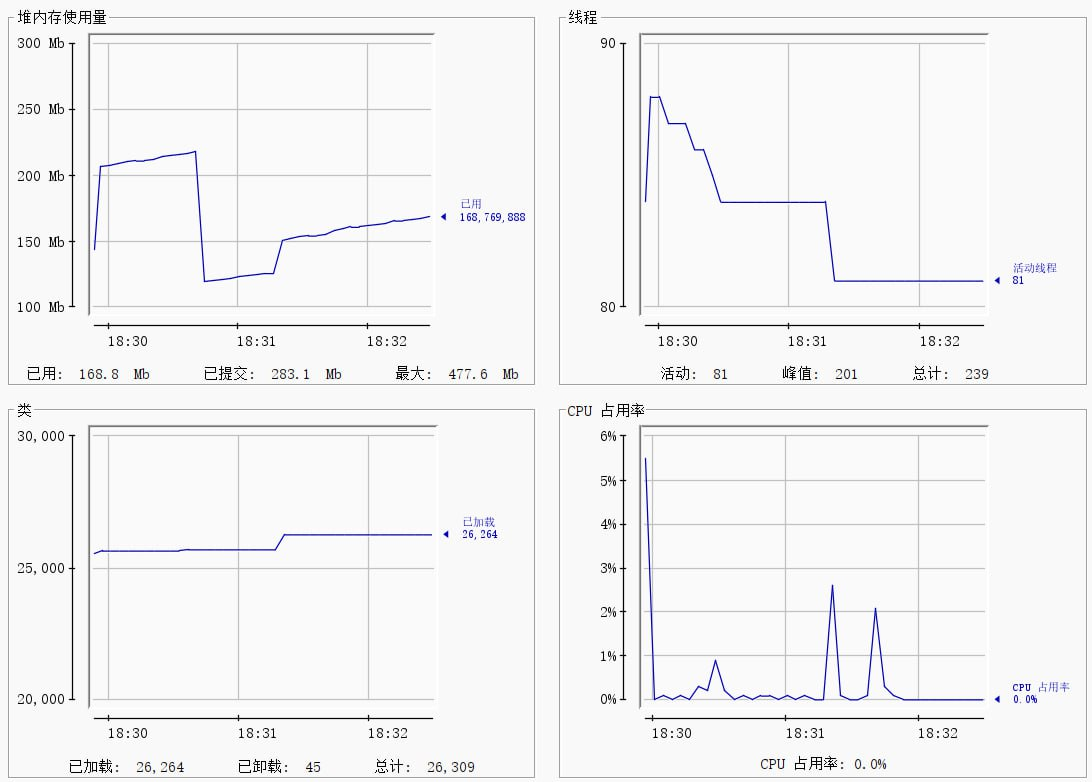 堆内存使用量
300 Mb
250 Mb
200 Mb
150 Mb
100 Mb
已用
168,769,888
18:30 18:31 18:32
已用: 168.8 Mb 已提交: 283.1 Mb 最大: 477.6 Mb
线程
90
80
活动线程
81
18:30 18:31 18:32
活动: 81 峰值: 201 总计: 239
类
30,000
25,000
20,000
已加载
26,264
18:30 18:31 18:32
已加载: 26,264 已卸载: 45 总计: 26,309
CPU 占用率
6%
5%
4%
3%
2%
1%
0%
CPU 占用率
0.0%
18:30 18:31 18:32
CPU 占用率: 0.0%